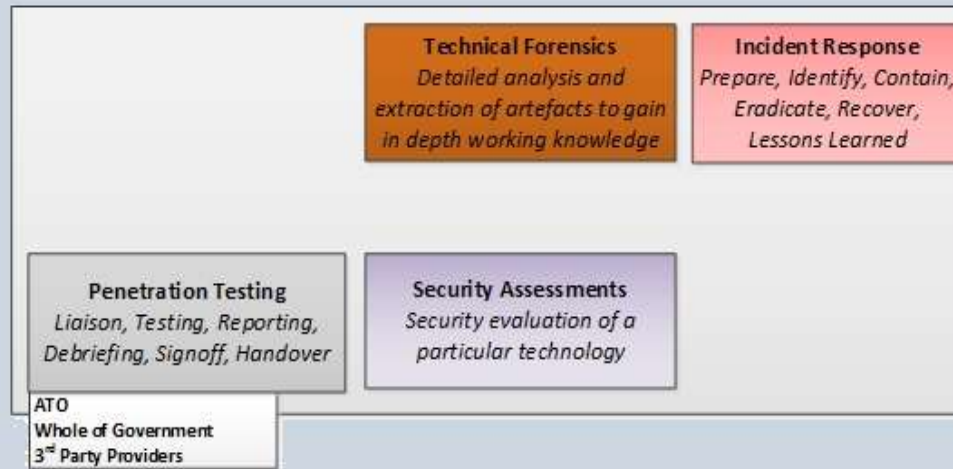 Technical Forensics
Detailed analysis and
extraction of artefacts to gain
in depth working knowledge
Incident Response
Prepare, Identify, Contain,
Eradicate, Recover,
Lessons Learned
Penetration Testing
Liaison, Testing, Reporting,
Debriefing, Signoff, Handover
Security Assessments
Security evaluation of a
particular technology
ATO
Whole of Government
3rd Party Providers